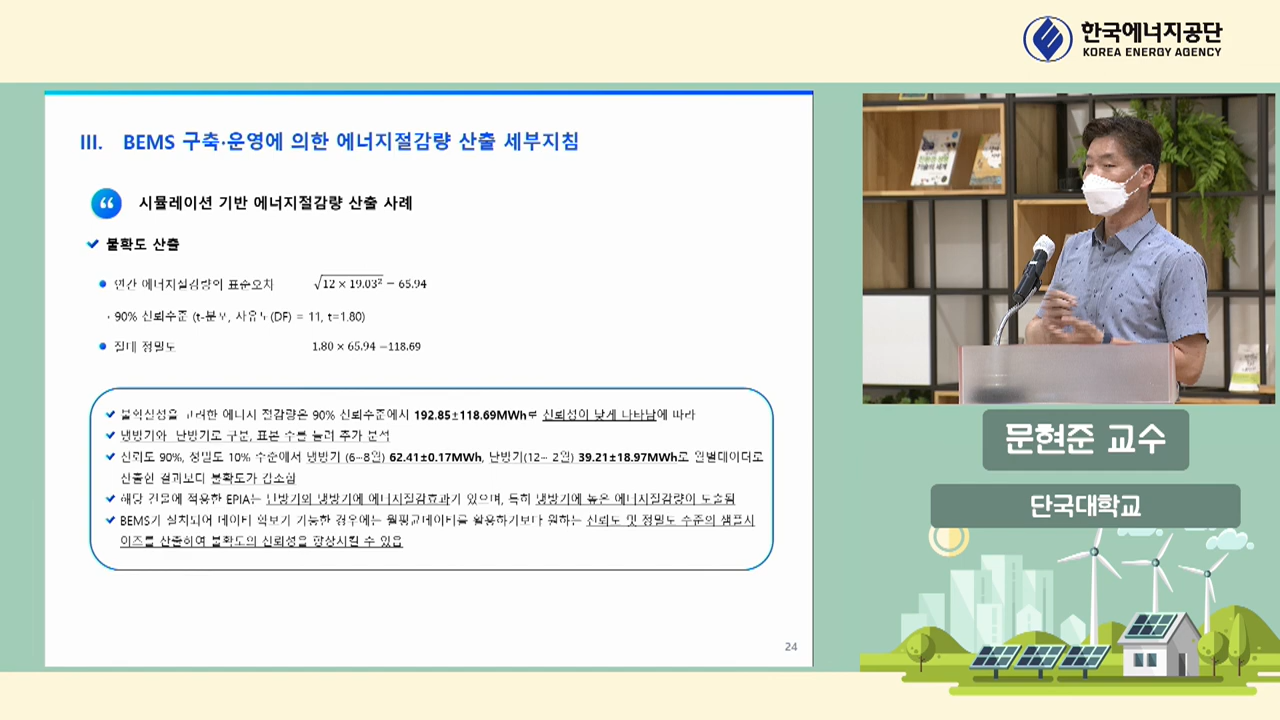 한국에너지공단
KOREA ENERGY AGENCY
III. BEMS 구축·운영에 의한 에너지절감량 산출 세부지침
시뮬레이션 기반 에너지절감량 산출 사례
불확도 산출
연간 에너지절감량의 표준오차 √12 × 19.03² = 65.94
· 90% 신뢰수준 (t-분포, 자유도(DF) = 11, t=1.80)
절대 정밀도 1.80 × 65.94 =118.69
불확실성을 고려한 에너지 절감량은 90% 신뢰수준에서 192.85±118.69MWh로 신뢰성이 낮게 나타남에 따라
냉방기와 난방기로 구분, 표본 수를 늘려 추가 분석
신뢰도 90%, 정밀도 10% 수준에서 냉방기 (6~8월) 62.41±0.17MWh, 난방기(12~ 2월) 39.21±18.97MWh로 월별데이터로
산출한 결과보다 불확도가 감소함
해당 건물에 적용한 EPIA는 난방기와 냉방기에 에너지절감효과가 있으며, 특히 냉방기에 높은 에너지절감량이 도출됨
BEMS가 설치되어 데이터 확보가 가능한 경우에는 월평균데이터를 활용하기보다 원하는 신뢰도 및 정밀도 수준의 샘플사
이즈를 산출하여 불확도의 신뢰성을 향상시킬 수 있음
24
문현준 교수
단국대학교